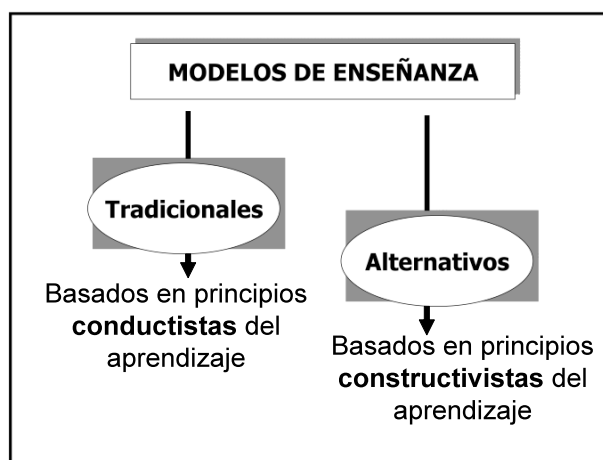 MODELOS DE ENSEÑANZA
Tradicionales
Basados en principios
conductistas del
aprendizaje
Alternativos
Basados en principios
constructivistas del
aprendizaje